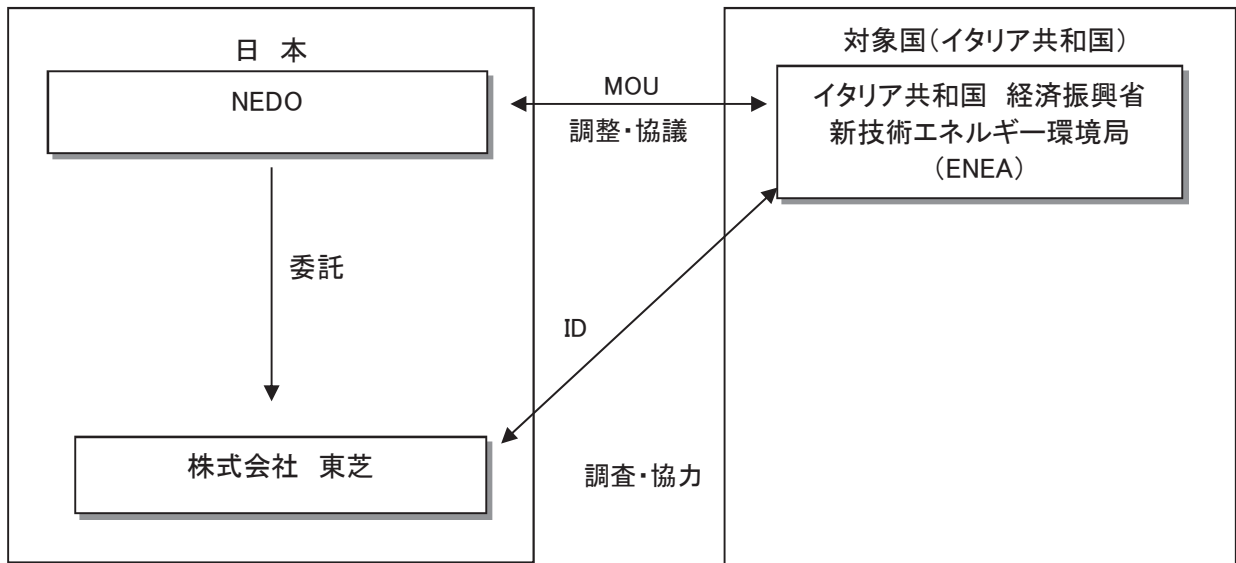 日 本
NEDO
委託
株式会社 東芝
MOU
調整・協議
ID
調査・協力
対象国（イタリア共和国）
イタリア共和国 経済振興省
新技術エネルギー環境局
（ENEA）